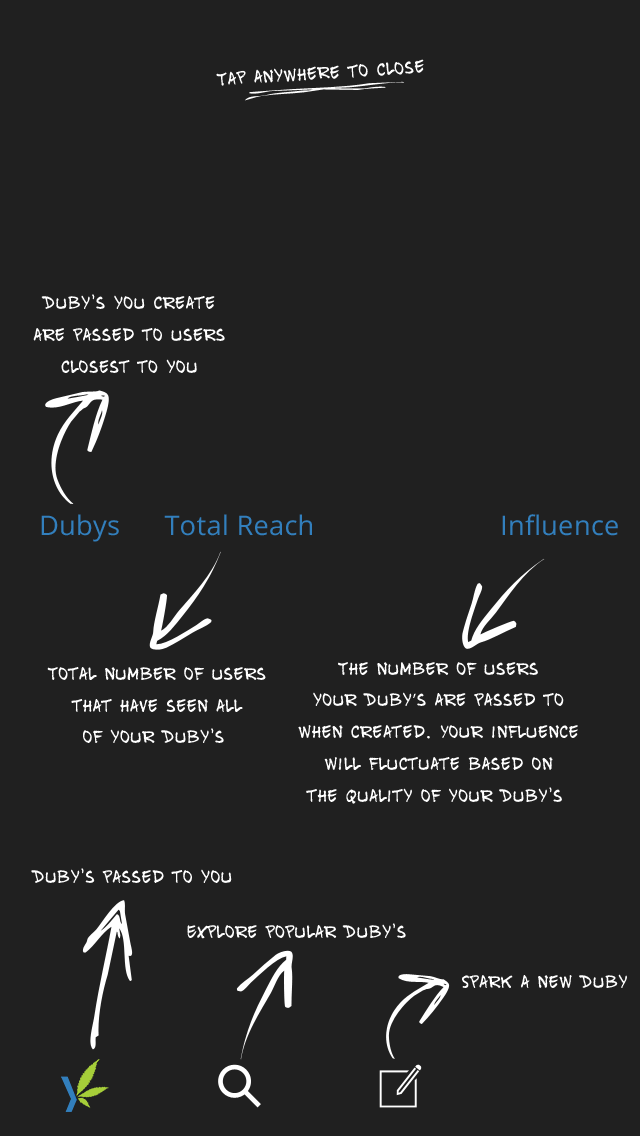 TAP ANYWHERE TO CLOSE
DUBY'S YOU CREATE
ARE PASSED TO USERS
CLOSEST TO YOU
Dubys
Total Reach
Influence
TOTAL NUMBER OF USERS
THAT HAVE SEEN ALL
OF YOUR DUBY'S
THE NUMBER OF USERS
YOUR DUBY'S ARE PASSED TO
WHEN CREATED. YOUR INFLUENCE
WILL FLUCTUATE BASED ON
THE QUALITY OF YOUR DUBY'S
DUBY'S PASSED TO YOU
EXPLORE POPULAR DUBY'S
SPARK A NEW DUBY